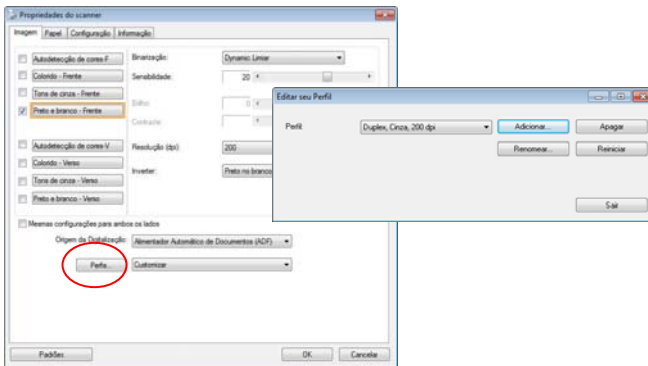 Propriedades do scanner
Imagem Papel Configuração Informação
Autodetecção de cores-F Binarização: Dynamic Limiar
Colorido - Frente Sensibilidade: 20
Tons de cinza - Frente
Preto e branco - Frente Brilho: 0
Contraste
Autodetecção de cores-V Resolução (dpi): 200
Colorido - Verso
Tons de cinza - Verso Inverter: Preto no branco
Preto e branco - Verso
Mesmas configurações para ambos os lados
Origem da Digitalização: Alimentador Automático de Documentos (ADF)
Perfis... Customizar
Padrões OK Cancelar
Editar seu Perfil
Perfil: Duplex, Cinza, 200 dpi Adicionar... Apagar
Renomear... Reiniciar
Sair